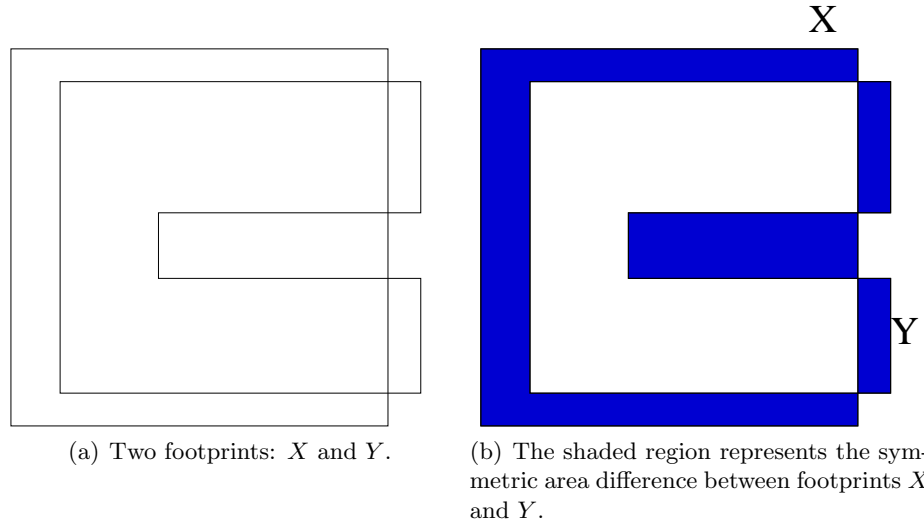 X
Y
(a) Two footprints: X and Y.
(b) The shaded region represents the sym-
metric area difference between footprints X
and Y.